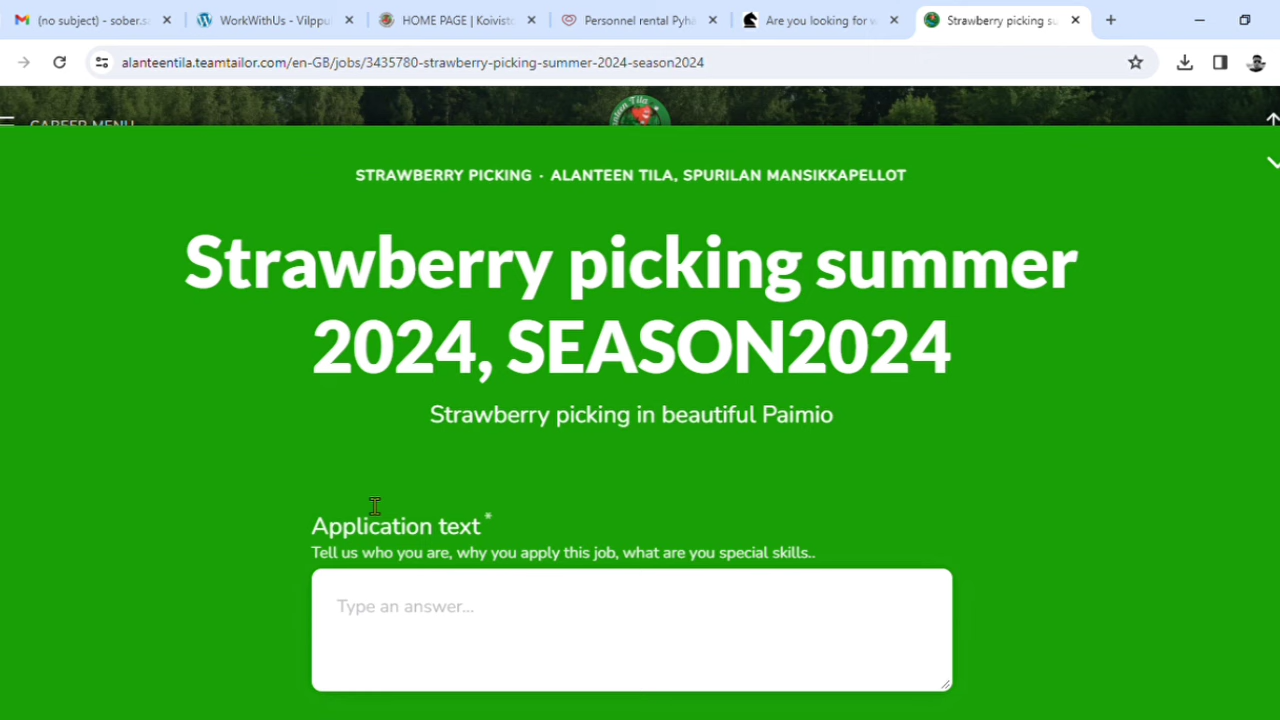 (no subject) - sober.s
WorkWithUs - Vilppu
HOME PAGE | Koivisto
Personnel rental Pyhä
Are you looking for w
Strawberry picking su
alanteentila.teamtailor.com/en-GB/jobs/3435780-strawberry-picking-summer-2024-season2024
CAREER MENU
STRAWBERRY PICKING · ALANTEEN TILA, SPURILAN MANSIKKAPELLOT
Strawberry picking summer
2024, SEASON2024
Strawberry picking in beautiful Paimio
Application text *
Tell us who you are, why you apply this job, what are you special skills..
Type an answer...